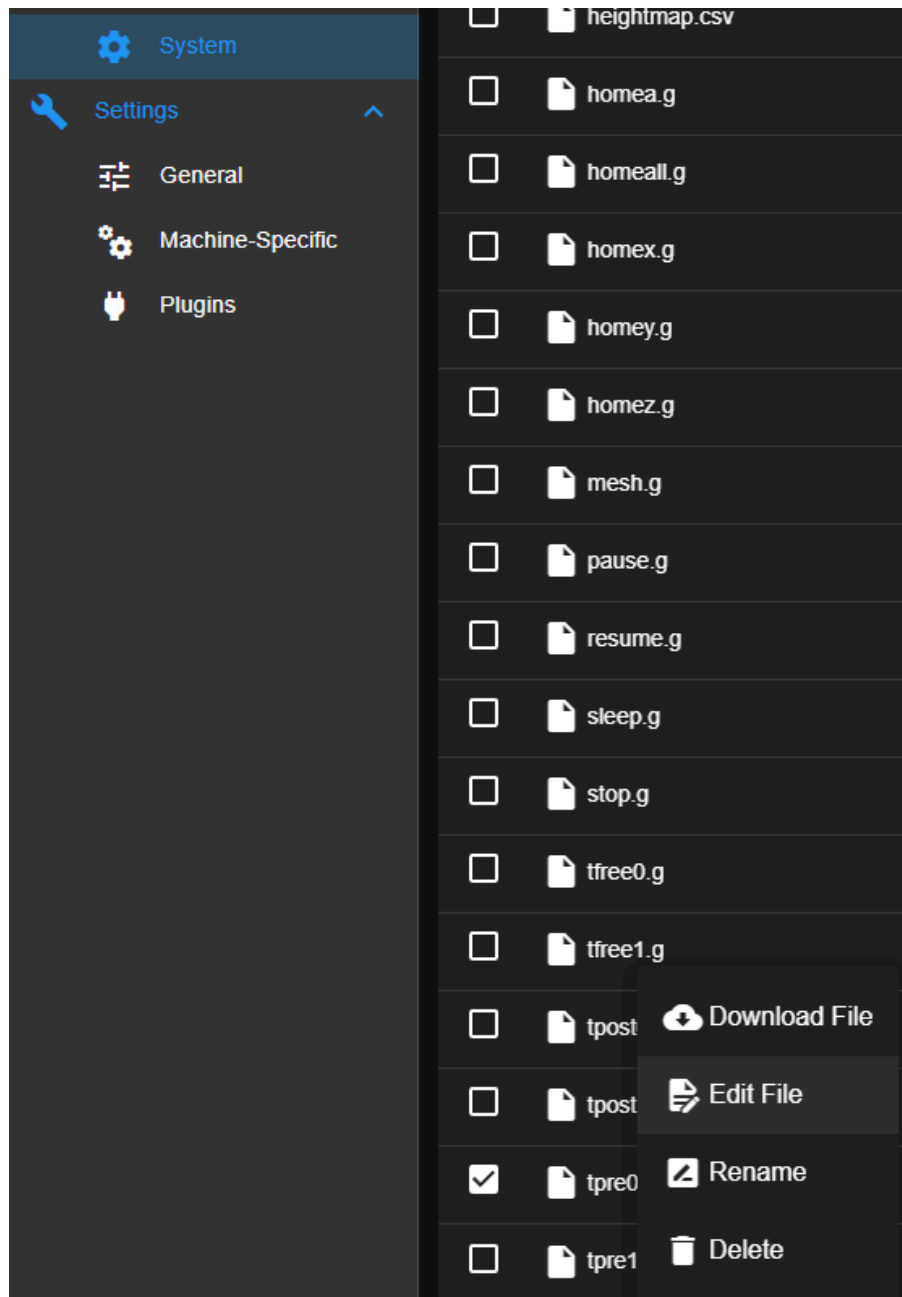 System
Settings
General
Machine-Specific
Plugins
heightmap.csv
homea.g
homeall.g
homex.g
homey.g
homez.g
mesh.g
pause.g
resume.g
sleep.g
stop.g
tfree0.g
tfree1.g
tpost
tpost
tpre0
tpre1
Download File
Edit File
Rename
Delete